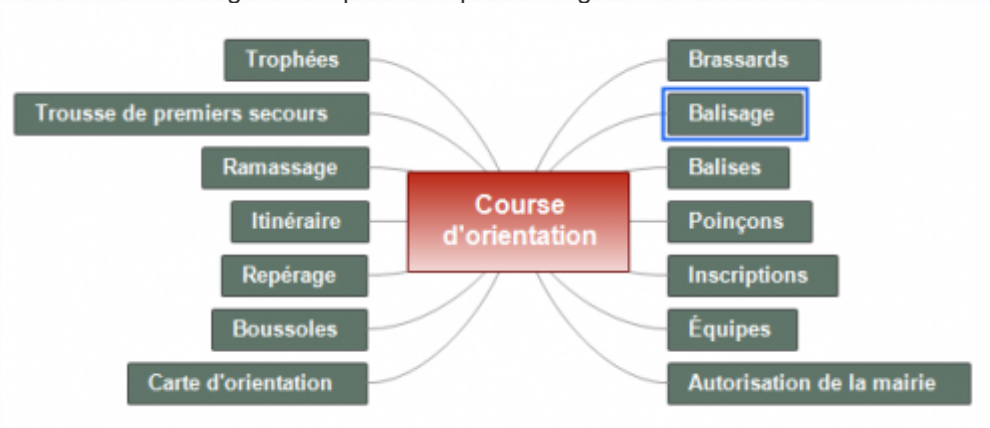 Trophées
Trousse de premiers secours
Ramassage
Itinéraire
Repérage
Boussoles
Carte d'orientation
Course
d'orientation
Brassards
Balisage
Balises
Poinçons
Inscriptions
Équipes
Autorisation de la mairie